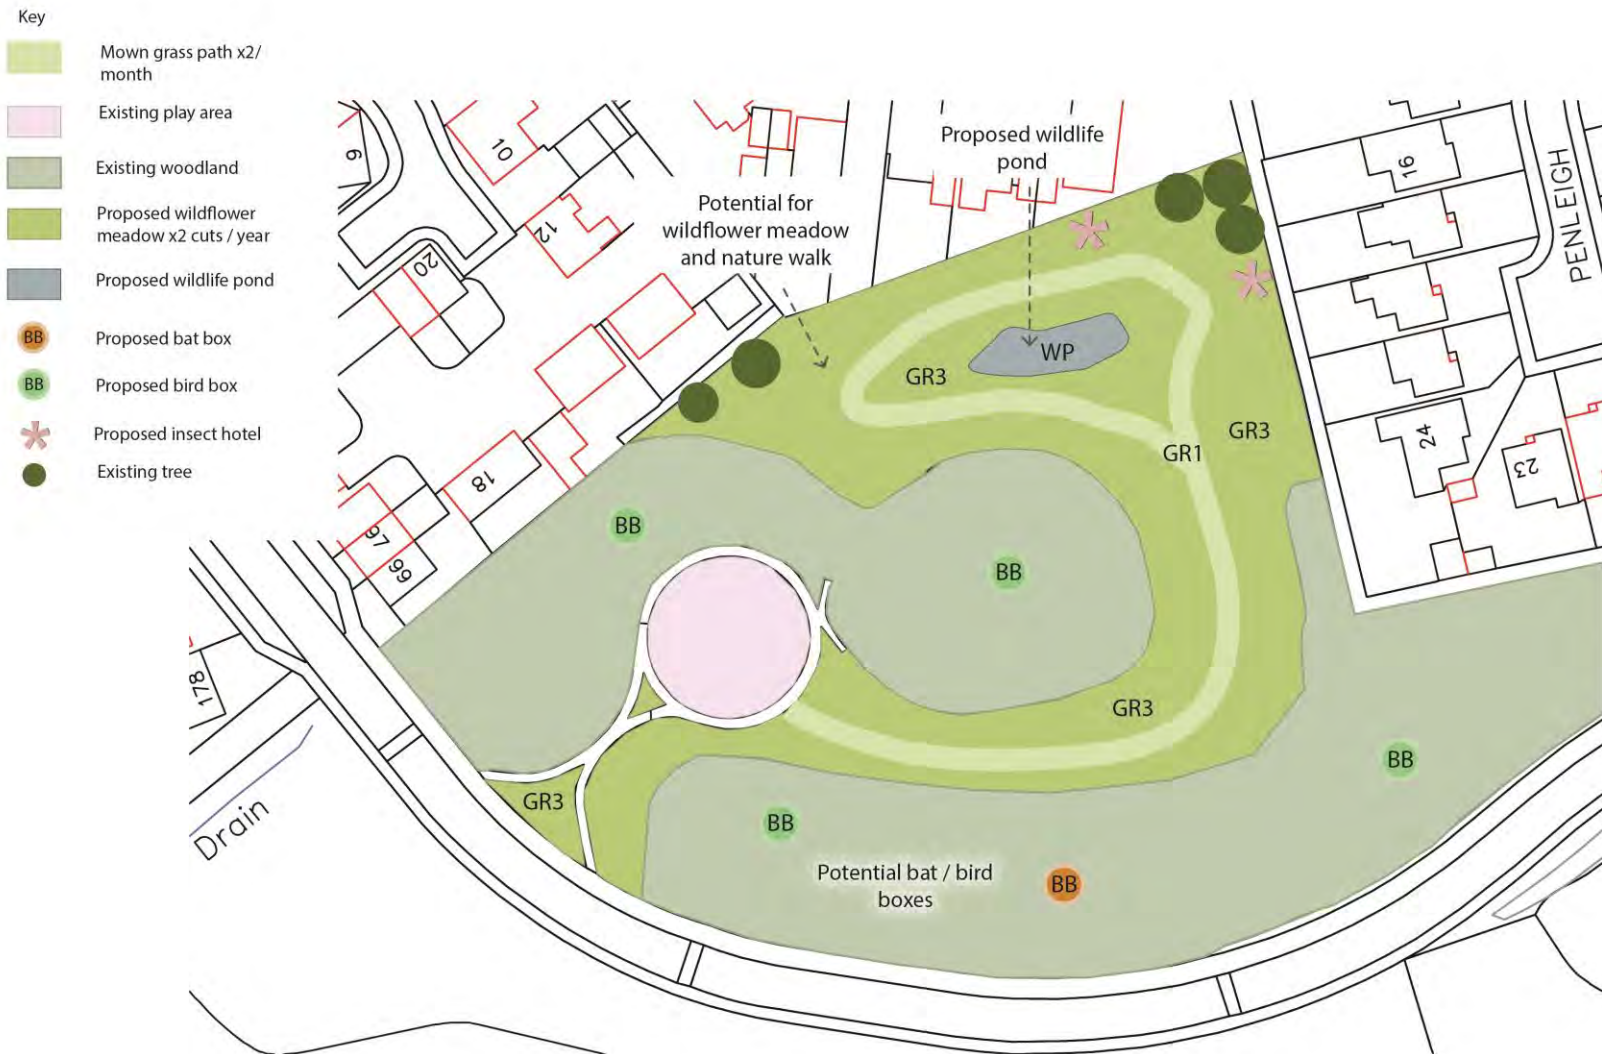 Key
Mown grass path x2/
month
Existing play area
Existing woodland
Proposed wildflower
meadow x2 cuts / year
Proposed wildlife pond
BB
Proposed bat box
BB
Proposed bird box
Proposed insect hotel
Existing tree
9
10
12
20
18
97
99
178
Drain
Potential for
wildflower meadow
and nature walk
Proposed wildlife
pond
16
PENLEIGH
24
23
WP
GR3
GR3
GR1
BB
BB
GR3
BB
GR3
BB
Potential bat / bird
boxes
BB